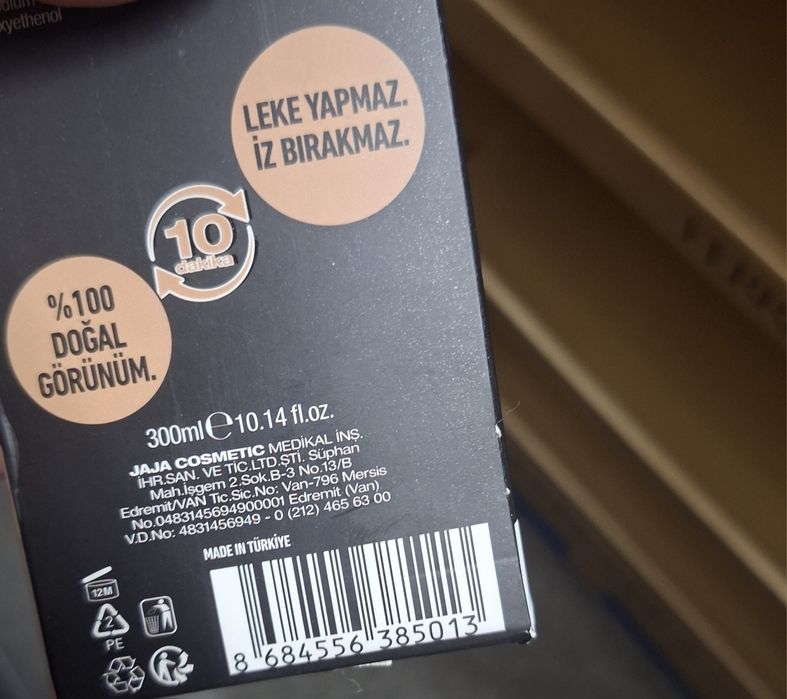 xyethenol
LEKE YAPMAZ.
İZ BIRAKMAZ.
10
dakika
%100
DOĞAL
GÖRÜNÜM.
300ml℮10.14 fl.oz.
JAJA COSMETIC MEDİKAL İNŞ.
IHR.SAN. VE TİC.LTD.ŞTİ. Süphan
Mah.İşgem 2.Sok.B-3 No.13/B
Edremit/VAN Tic.Sic.No: Van-796 Mersis
No.0483145694900001 Edremit (Van)
V.D.No: 4831456949 - 0 (212) 465 63 00
MADE IN TÜRKİYE
12M
2
PE
8 684556 385013